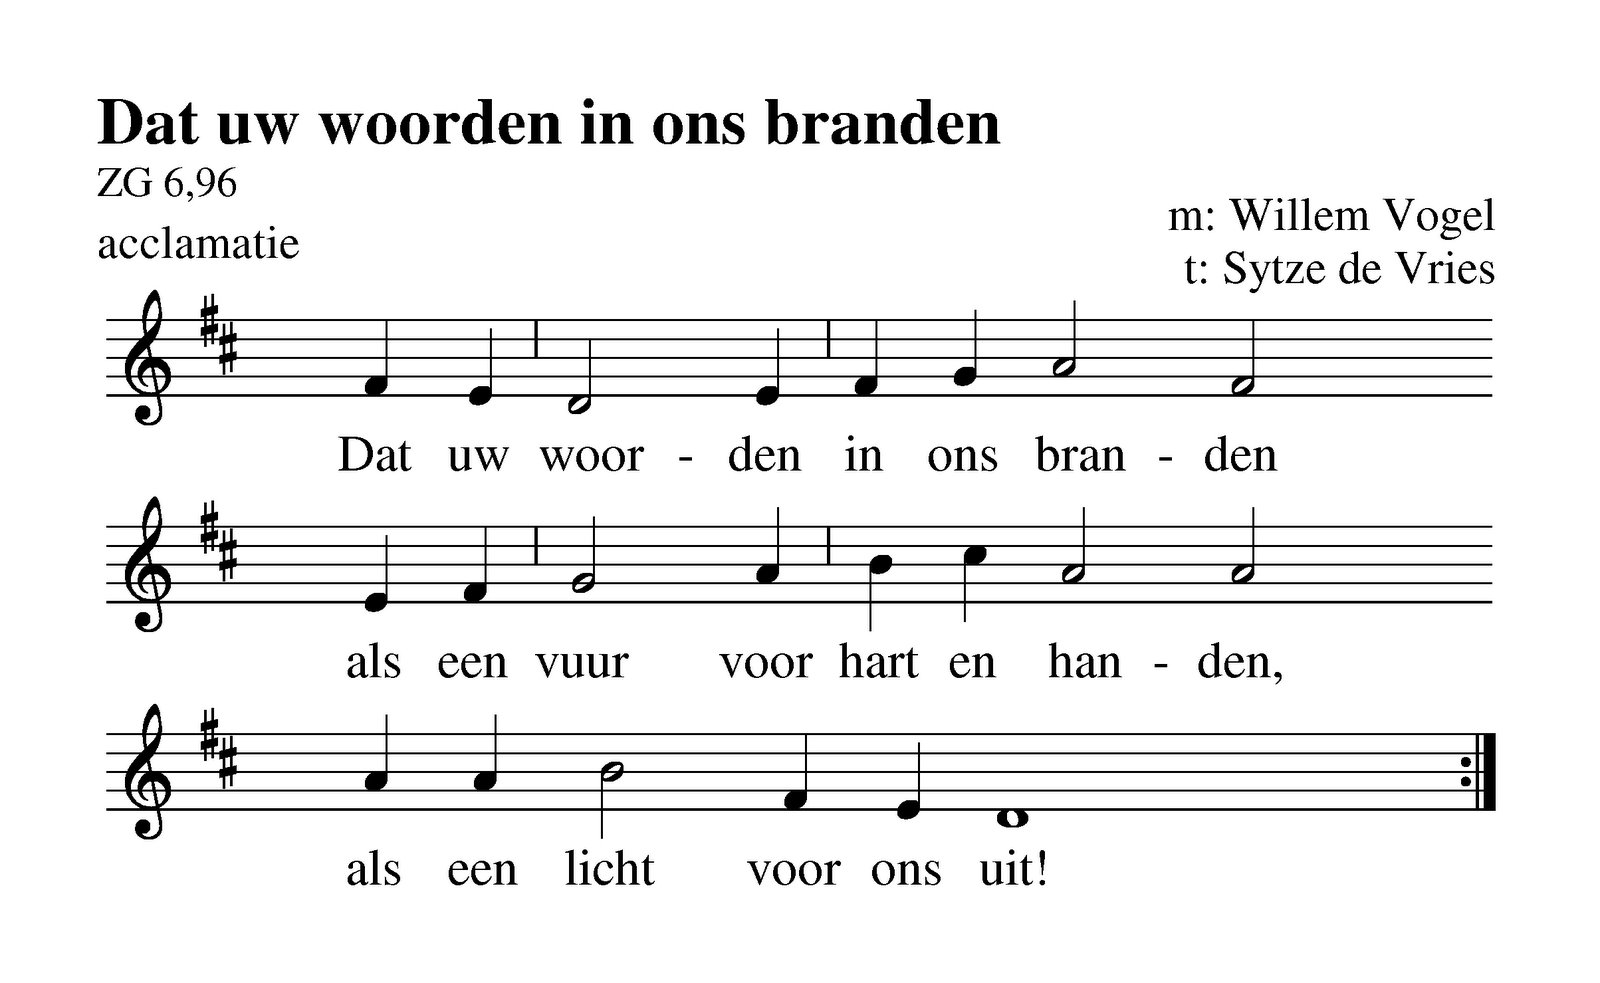 Dat uw woorden in ons branden
ZG 6,96
acclamatie
m: Willem Vogel
t: Sytze de Vries
Dat uw woor - den in ons bran - den
als een vuur voor hart en han - den,
als een licht voor ons uit!